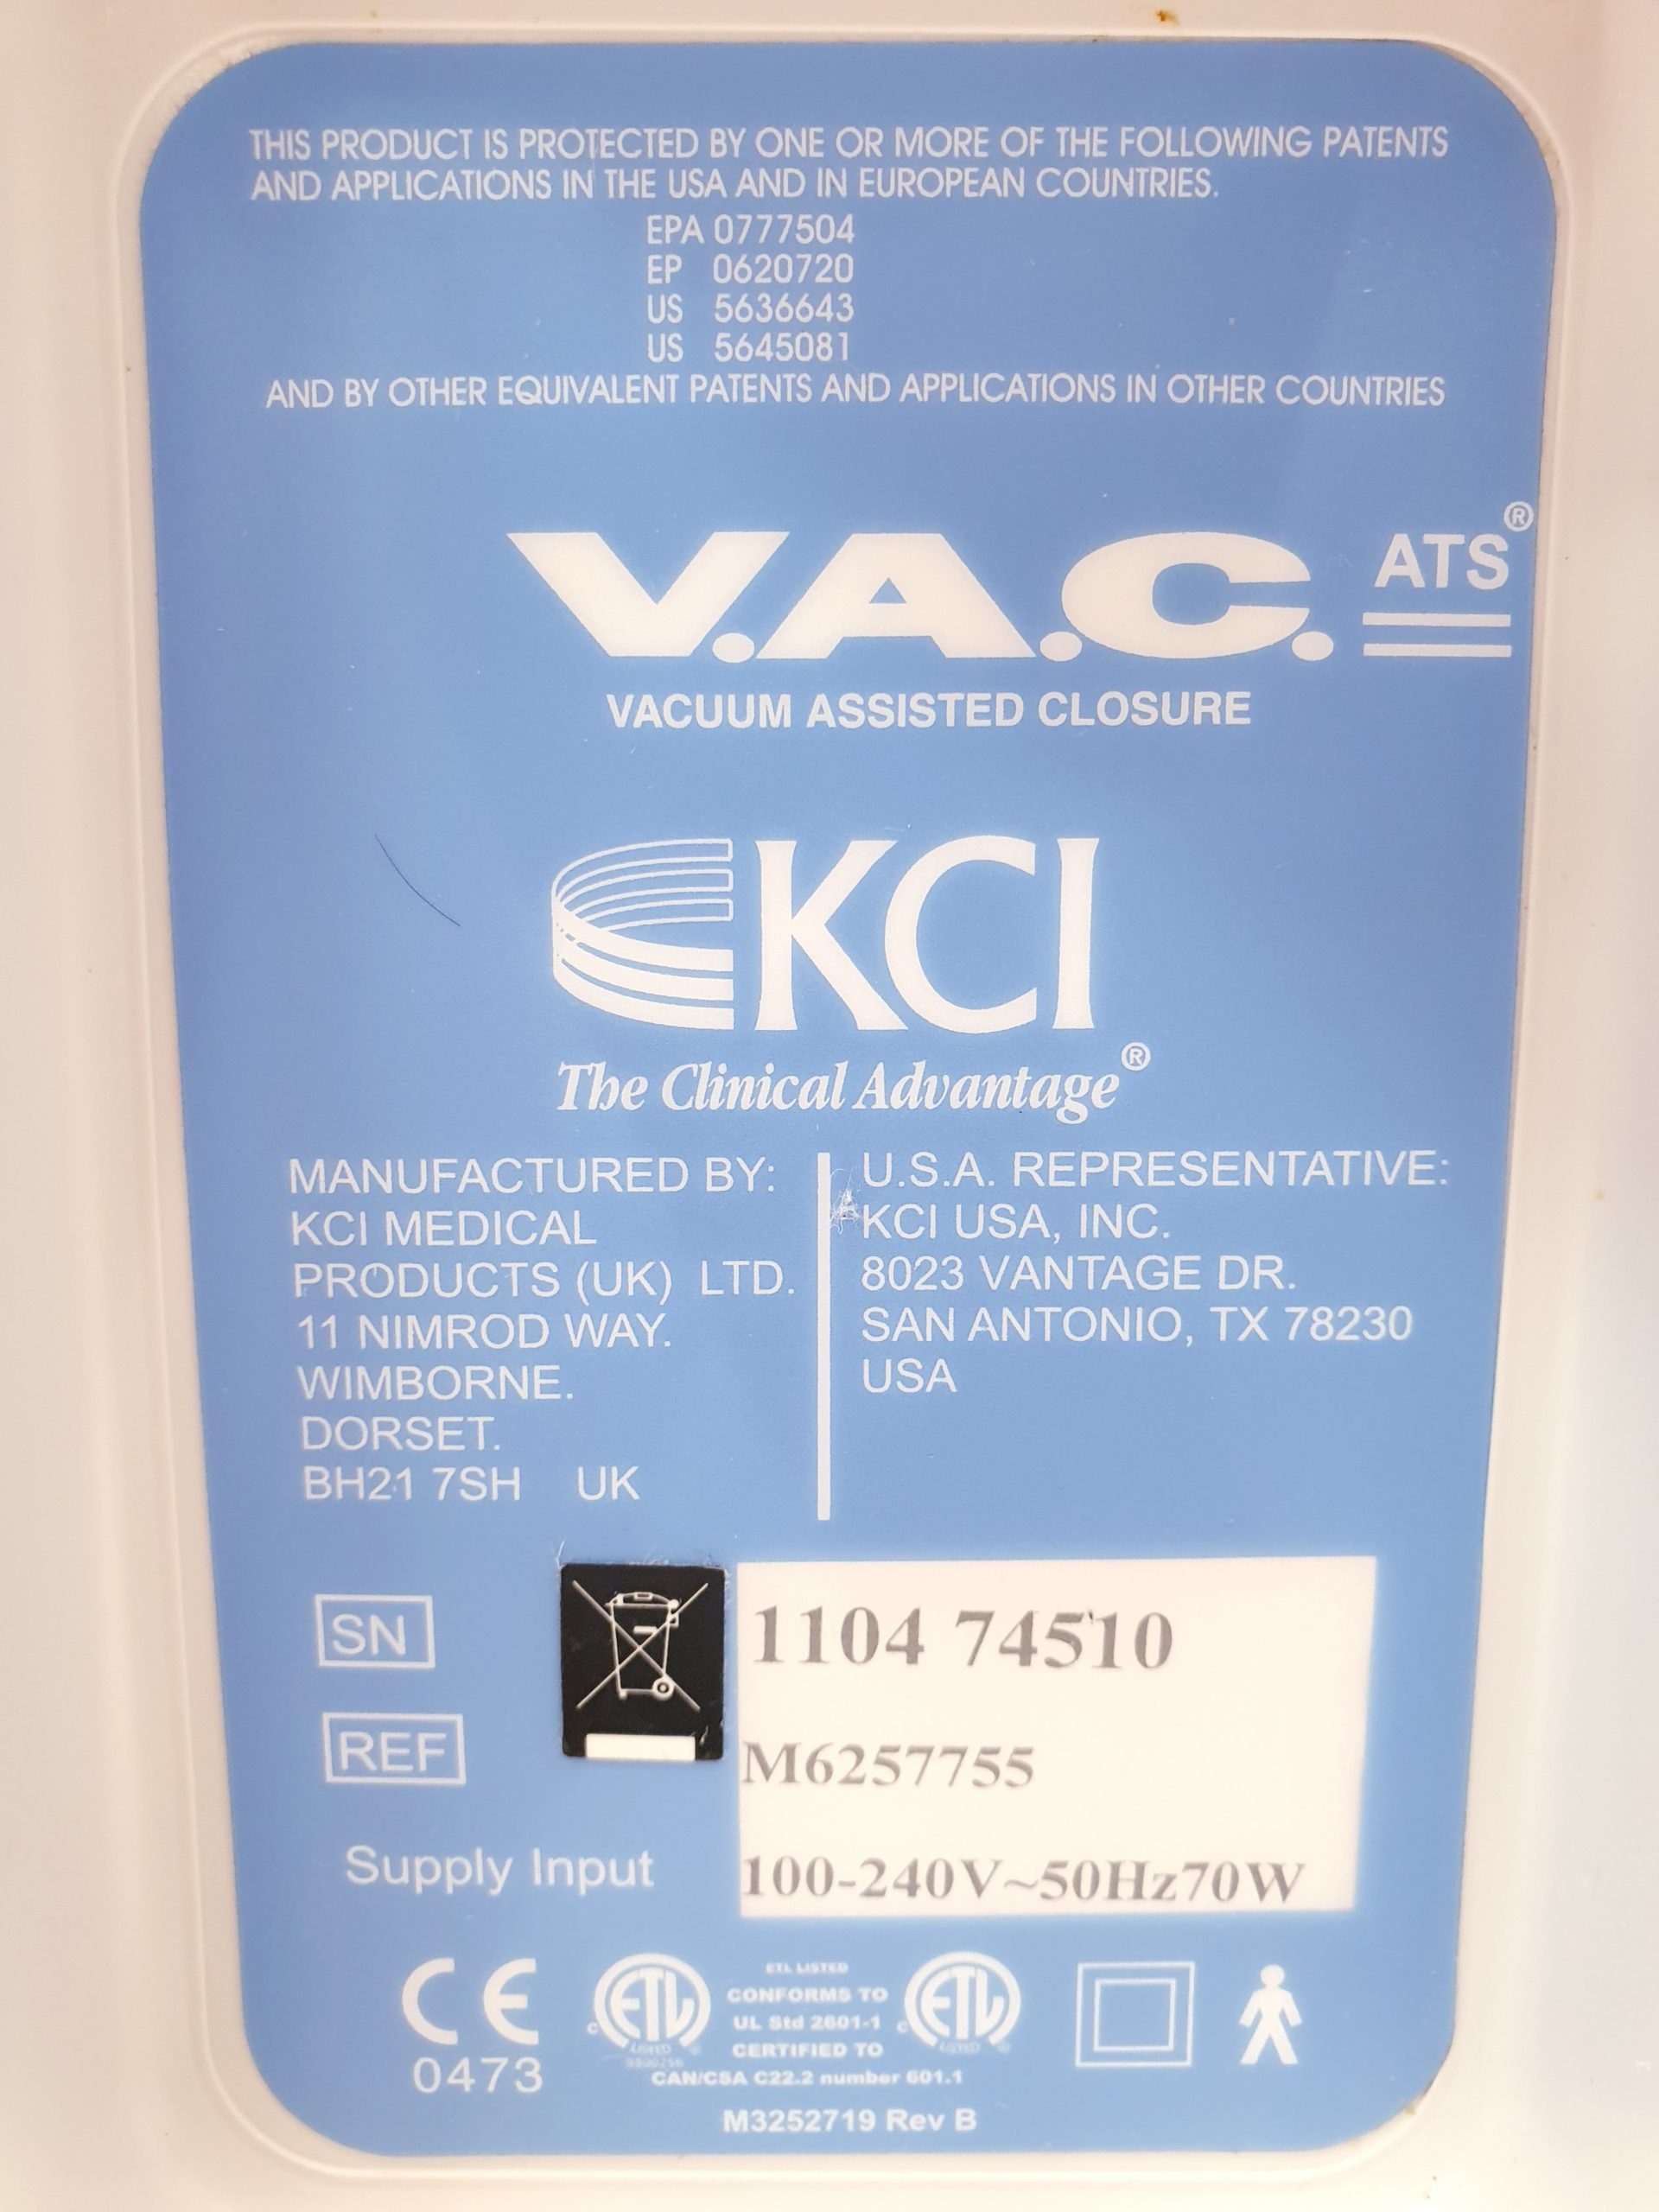 THIS PRODUCT IS PROTECTED BY ONE OR MORE OF THE FOLLOWING PATENTS
AND APPLICATIONS IN THE USA AND IN EUROPEAN COUNTRIES.
EPA 0777504
EP 0620720
US 5636643
US 5645081
AND BY OTHER EQUIVALENT PATENTS AND APPLICATIONS IN OTHER COUNTRIES
V.A.C. ATS®
VACUUM ASSISTED CLOSURE
KCI
The Clinical Advantage®
MANUFACTURED BY:
KCI MEDICAL
PRODUCTS (UK) LTD.
11 NIMROD WAY.
WIMBORNE.
DORSET.
BH21 7SH UK
U.S.A. REPRESENTATIVE:
KCI USA, INC.
8023 VANTAGE DR.
SAN ANTONIO, TX 78230
USA
SN 1104 74510
REF M6257755
Supply Input 100-240V~50Hz70W
CE
0473
c ETL LISTED
ETL LISTED
CONFORMS TO
UL Std 2601-1
CERTIFIED TO
CAN/CSA C22.2 number 601.1
c ETL LISTED
M3252719 Rev B